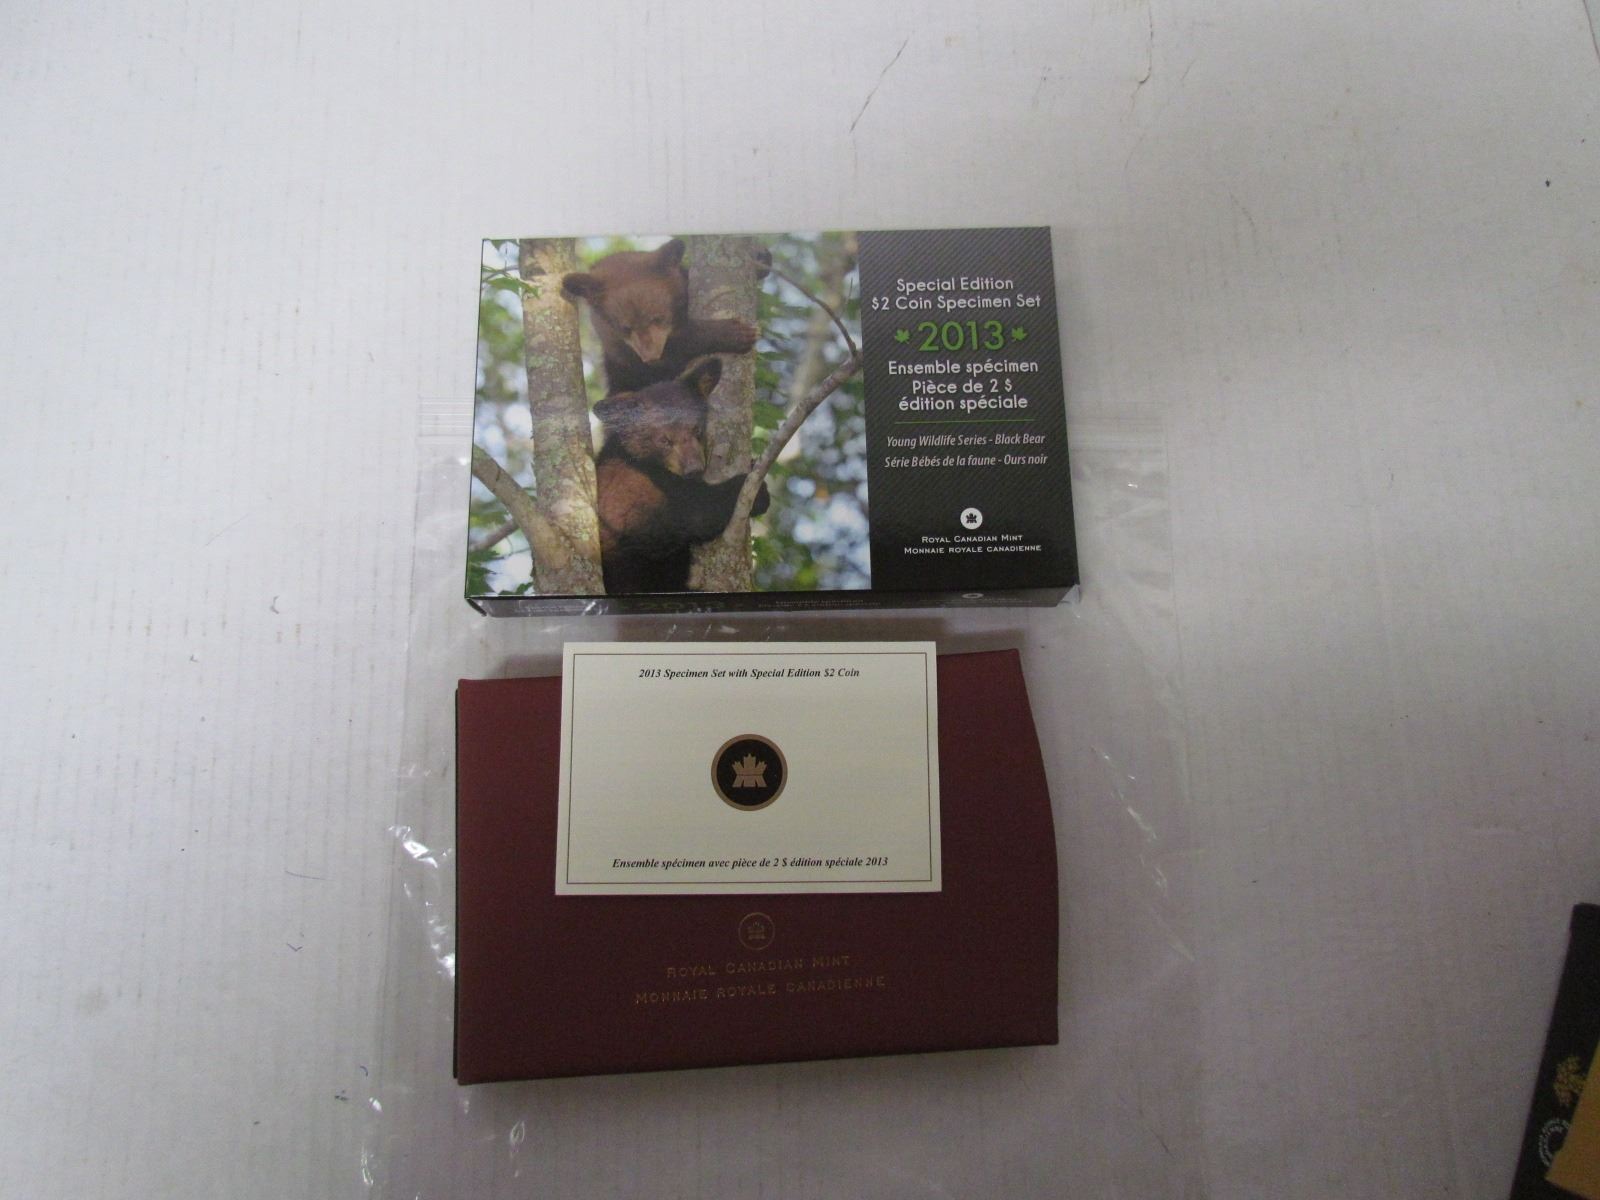 Special Edition
$2 Coin Specimen Set
2013
Ensemble spécimen
Pièce de 2 $
édition spéciale
Young Wildlife Series - Black Bear
Série Bébés de la faune - Ours noir
Royal Canadian Mint
Monnaie royale canadienne
2013 Specimen Set with Special Edition $2 Coin
Ensemble spécimen avec pièce de 2 $ édition spéciale 2013
Royal Canadian Mint
Monnaie royale canadienne